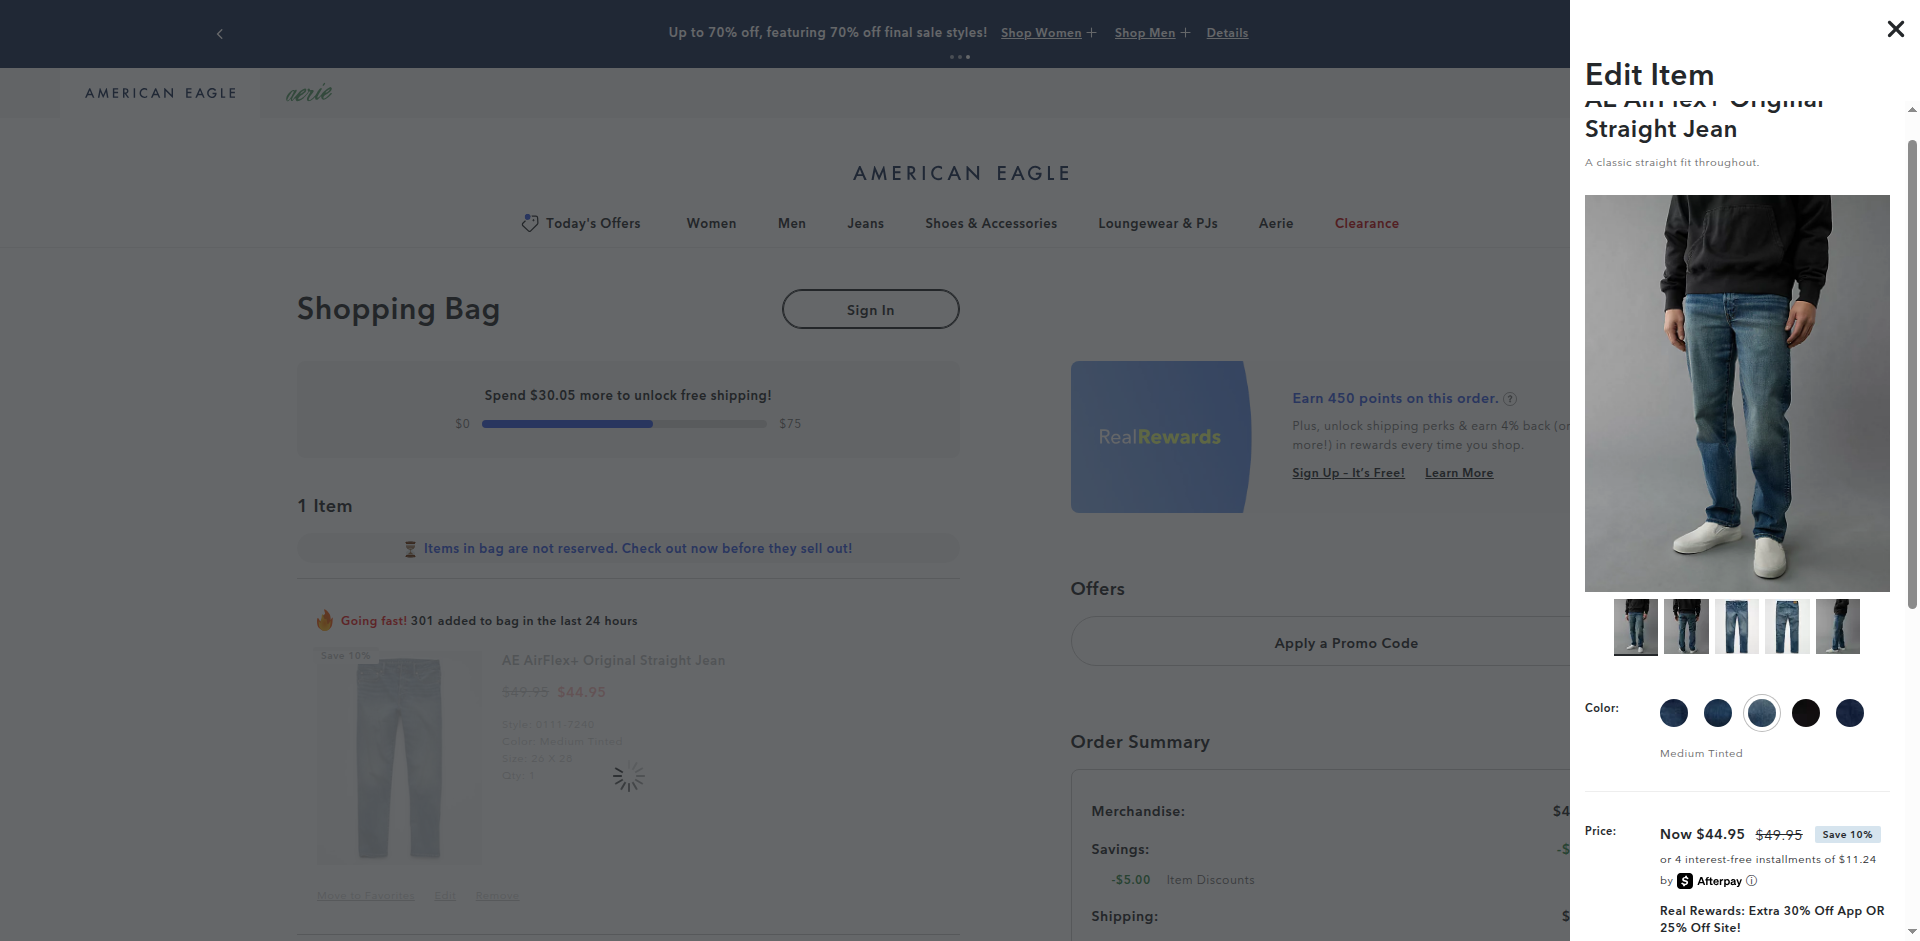 Up to 70% off, featuring 70% off final sale styles! Shop Women + Shop Men + Details
AMERICAN EAGLE
aerie
AMERICAN EAGLE
Today's Offers
Women
Men
Jeans
Shoes & Accessories
Loungewear & PJs
Aerie
Clearance
Shopping Bag
Sign In
Spend $30.05 more to unlock free shipping!
$0
$75
1 Item
Items in bag are not reserved. Check out now before they sell out!
Going fast! 301 added to bag in the last 24 hours
Save 10%
AE AirFlex+ Original Straight Jean
$49.95 $44.95
Style: 0111 7240
Color: Medium Tinted
Size: 26 X 28
Qty: 1
Move to Favorites
Edit
Remove
RealRewards
Earn 450 points on this order.
Plus, unlock shipping perks & earn 4% back (or
more!) in rewards every time you shop.
Sign Up – It's Free!
Learn More
Offers
Apply a Promo Code
Order Summary
Merchandise:
$4
Savings:
-$
-$5.00 Item Discounts
Shipping:
$
Edit Item
AE AirFlex+ Original
Straight Jean
A classic straight fit throughout.
Color:
Medium Tinted
Price:
Now $44.95 $49.95 Save 10%
or 4 interest-free installments of $11.24
by Afterpay
Real Rewards: Extra 30% Off App OR
25% Off Site!